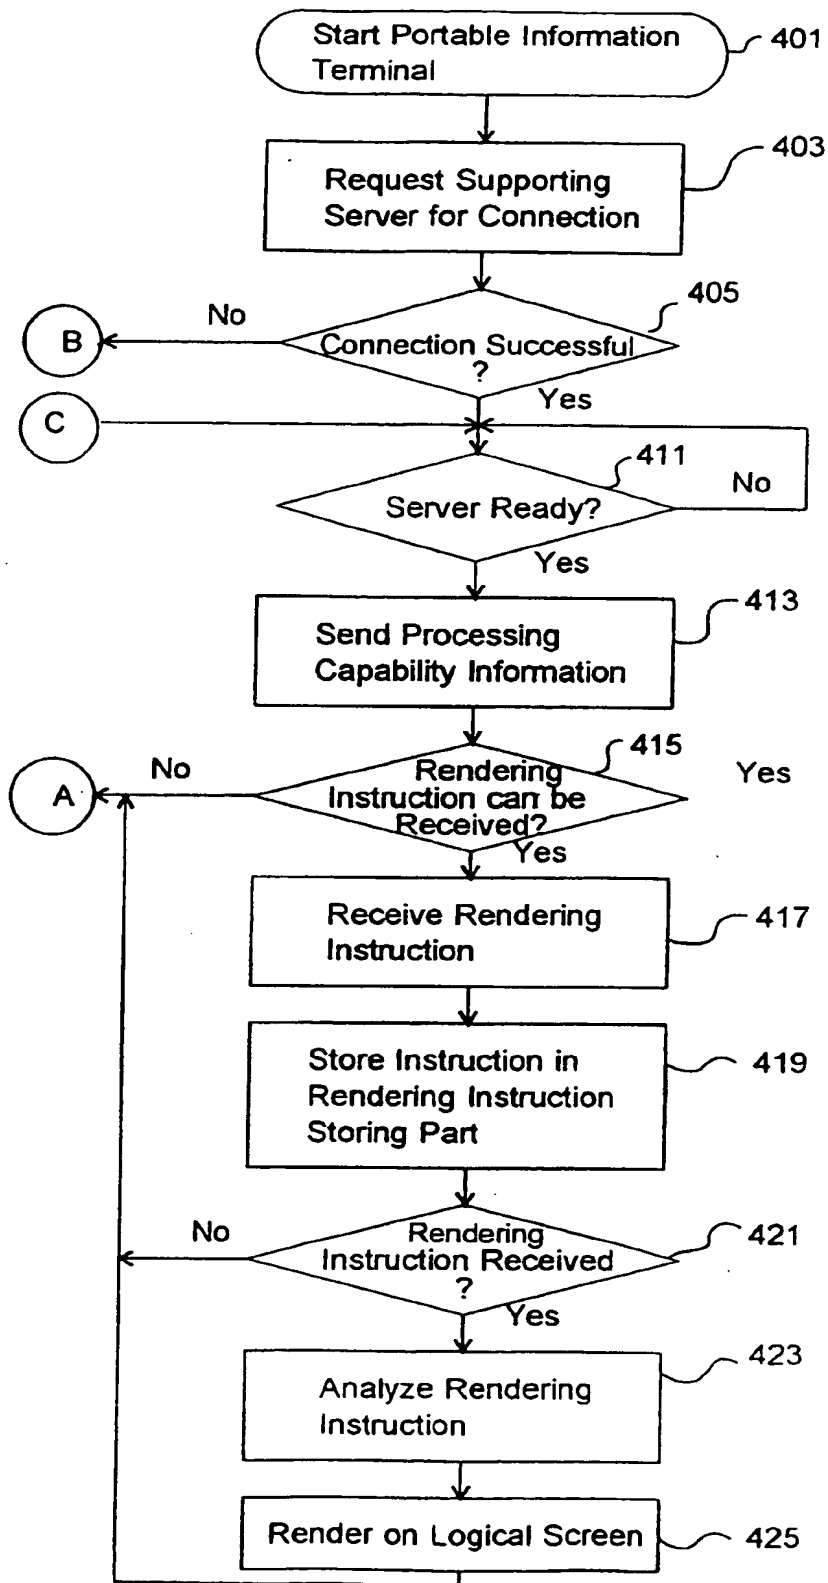 Start Portable Information
Terminal
401
403
Request Supporting
Server for Connection
405
No
B
Connection Successful
?
Yes
C
411
No
Server Ready?
Yes
413
Send Processing
Capability Information
415
No
Yes
A
Rendering
Instruction can be
Received?
Yes
Receive Rendering
Instruction
417
Store Instruction in
Rendering Instruction
Storing Part
419
No
Rendering
Instruction Received
?
421
Yes
423
Analyze Rendering
Instruction
Render on Logical Screen
425